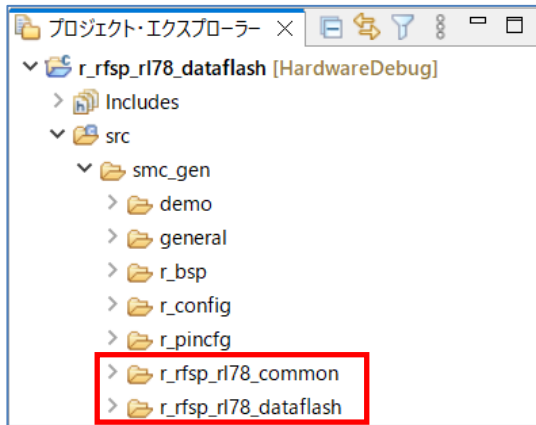 プロジェクト・エクスプローラー
r_rfsp_rl78_dataflash [HardwareDebug]
Includes
src
smc_gen
demo
general
r_bsp
r_config
r_pincfg
r_rfsp_rl78_common
r_rfsp_rl78_dataflash